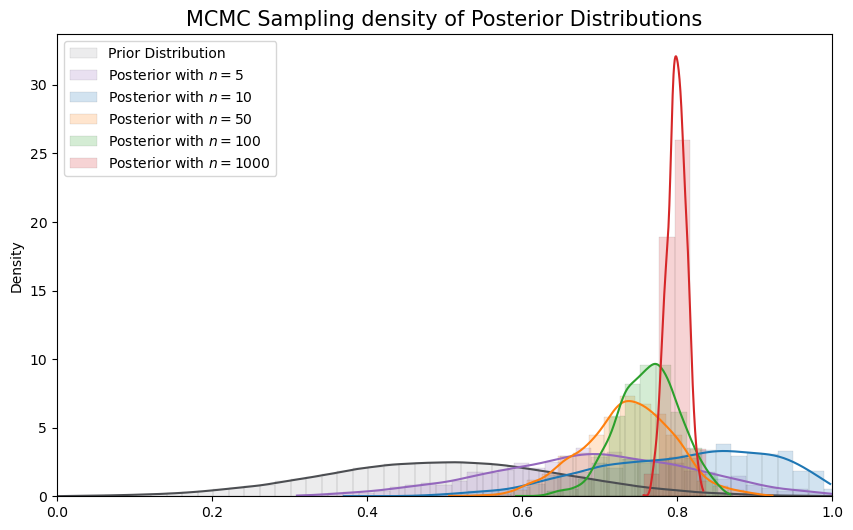 MCMC Sampling density of Posterior Distributions
Prior Distribution
Posterior with n = 5
Posterior with n = 10
Posterior with n = 50
Posterior with n = 100
Posterior with n = 1000
Density
30
25
20
15
10
5
0
0.0 0.2 0.4 0.6 0.8 1.0